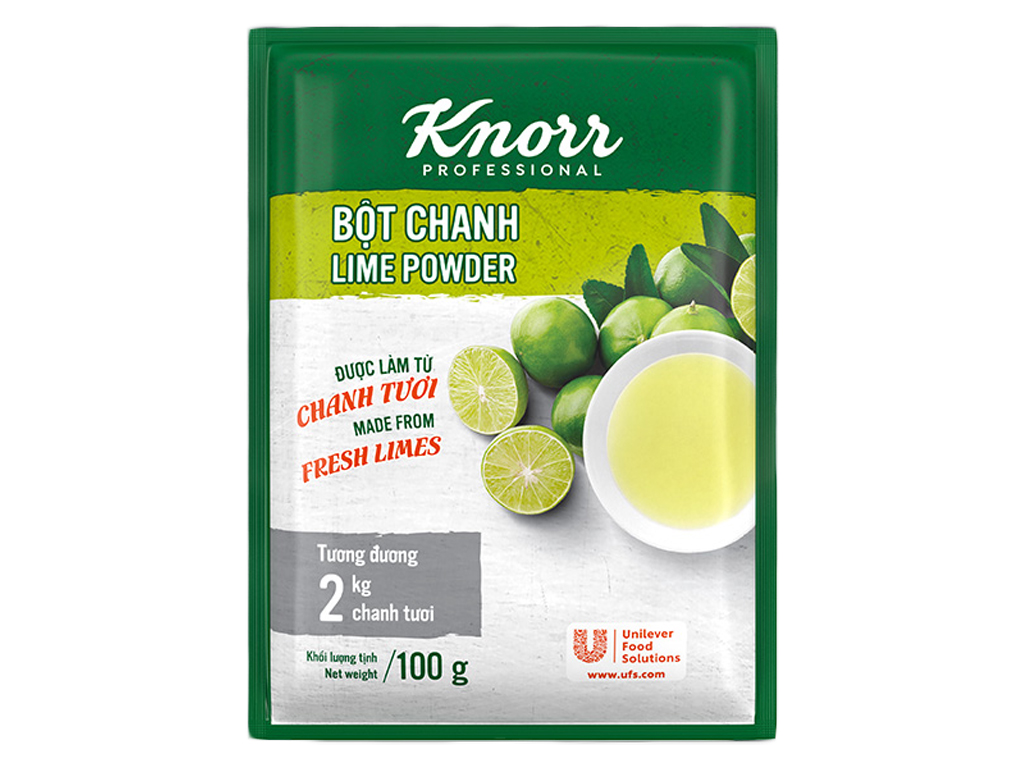 Knorr
PROFESSIONAL
BỘT CHANH
LIME POWDER
ĐƯỢC LÀM TỪ
CHANH TƯƠI
MADE FROM
FRESH LIMES
Tương đương
2 kg
chanh tươi
Khối lượng tịnh
Net weight /100 g
Unilever
Food
Solutions
www.ufs.com